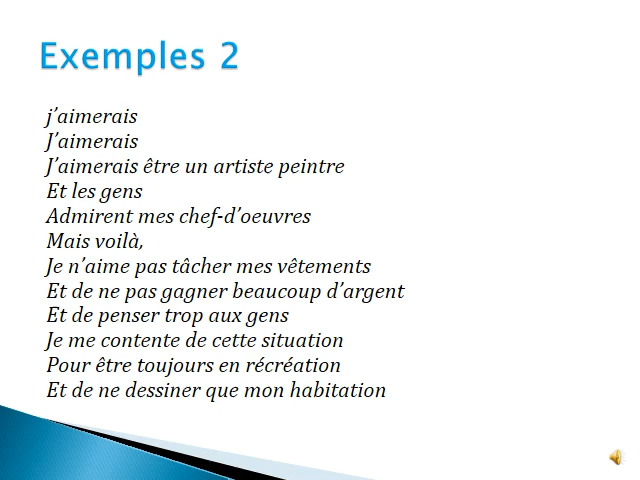 Exemples 2
j’aimerais
J’aimerais
J’aimerais être un artiste peintre
Et les gens
Admirent mes chef-d’oeuvres
Mais voilà,
Je n’aime pas tâcher mes vêtements
Et de ne pas gagner beaucoup d’argent
Et de penser trop aux gens
Je me contente de cette situation
Pour être toujours en récréation
Et de ne dessiner que mon habitation